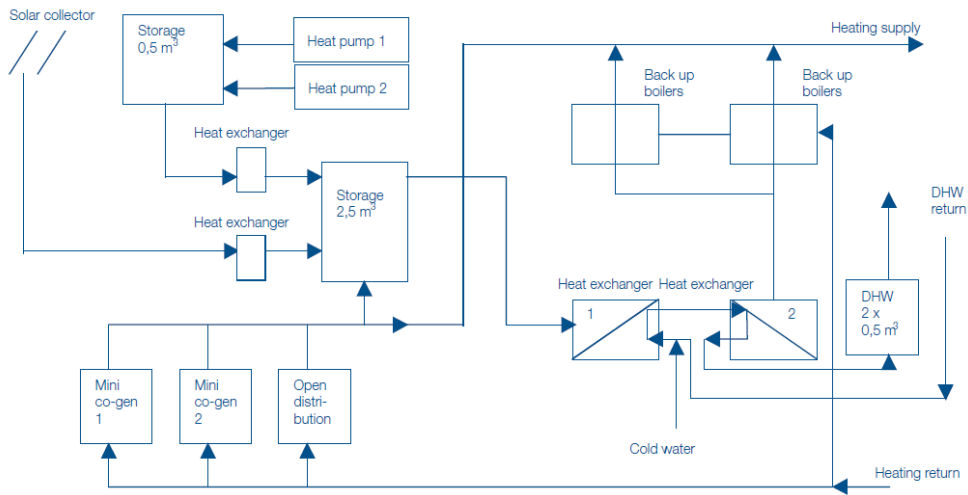 Solar collector
Storage
0,5 m³
Heat pump 1
Heat pump 2
Heating supply
Back up
boilers
Back up
boilers
Heat exchanger
Storage
2,5 m³
Heat exchanger
DHW
return
Heat exchanger
Heat exchanger
1
2
DHW
2 x
0,5 m³
Mini
co-gen
1
Mini
co-gen
2
Open
distri-
bution
Cold water
Heating return